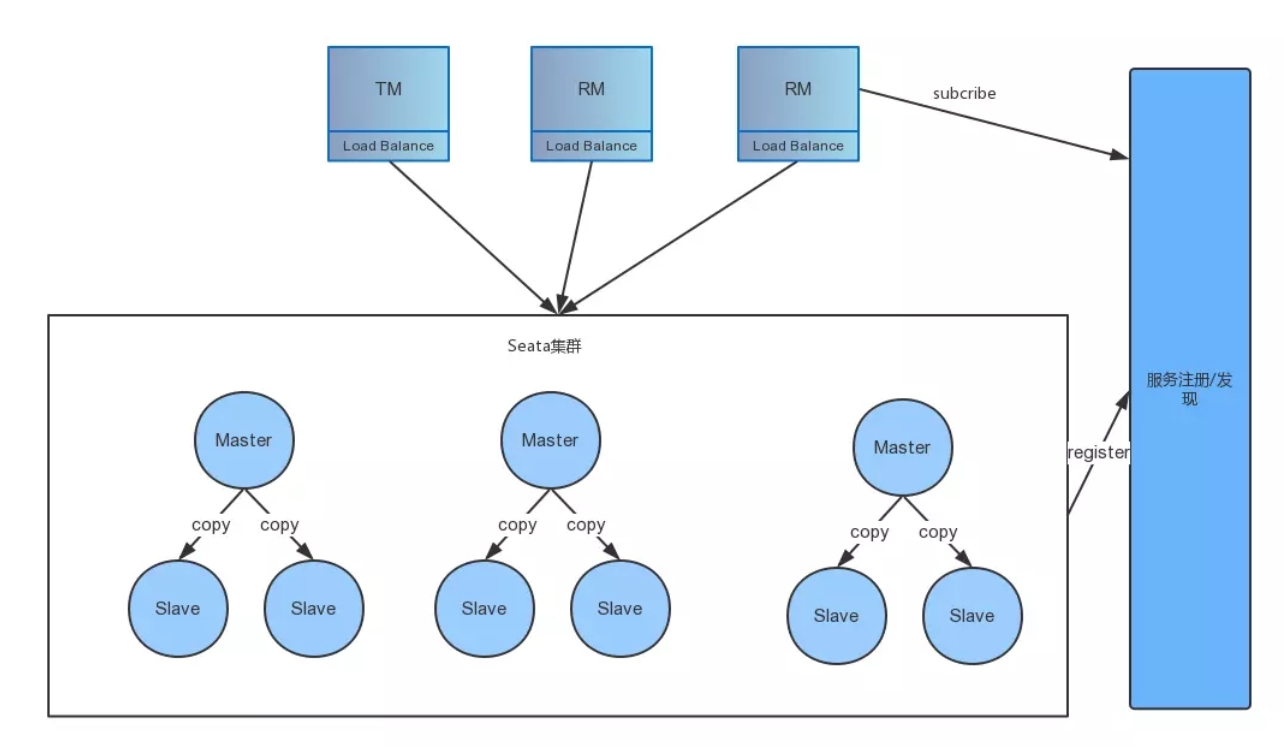 TM
RM
RM
subcribe
Load Balance
Load Balance
Load Balance
Seata集群
服务注册/发
现
Master
Master
Master
register
copy
copy
copy
copy
copy
copy
Slave
Slave
Slave
Slave
Slave
Slave